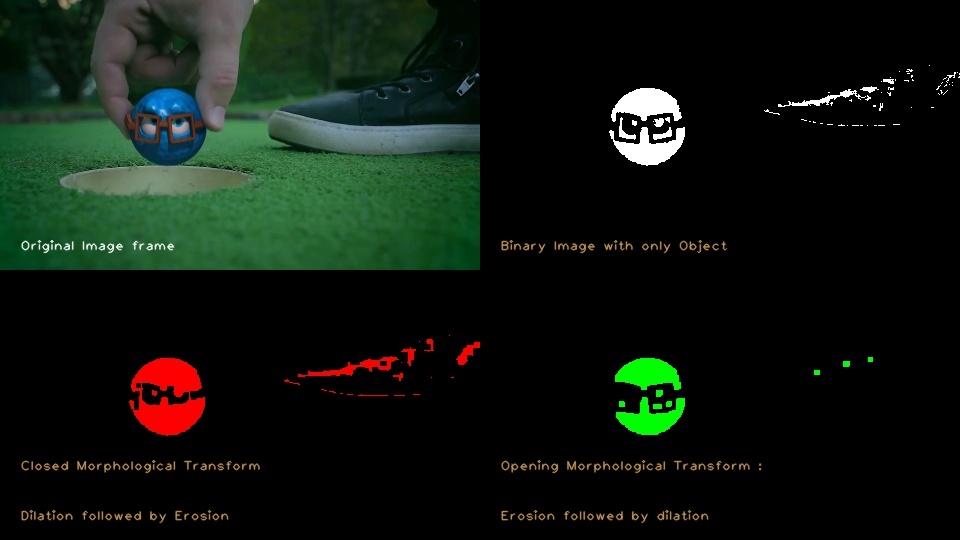 Original Image frame
Binary Image with only Object
Closed Morphological Transform
Dilation followed by Erosion
Opening Morphological Transform :
Erosion followed by dilation